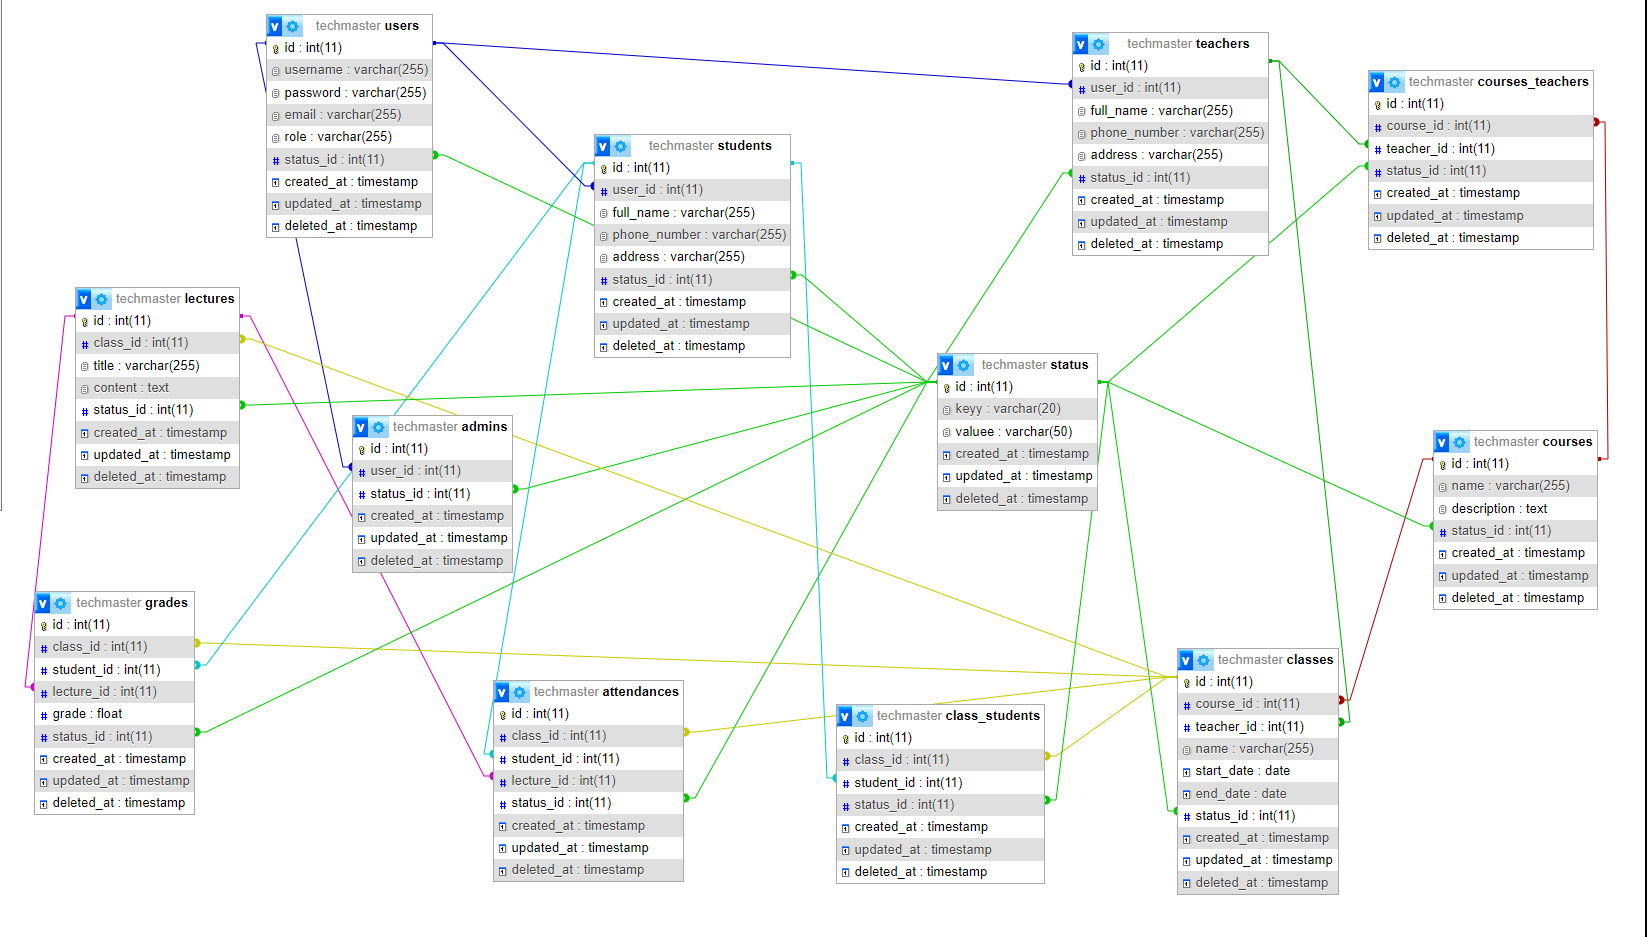 techmaster users
id : int(11)
username : varchar(255)
password : varchar(255)
email : varchar(255)
role : varchar(255)
status_id : int(11)
created_at : timestamp
updated_at : timestamp
deleted_at : timestamp
techmaster teachers
id : int(11)
user_id : int(11)
full_name : varchar(255)
phone_number : varchar(255)
address : varchar(255)
status_id : int(11)
created_at : timestamp
updated_at : timestamp
deleted_at : timestamp
techmaster courses_teachers
id : int(11)
course_id : int(11)
teacher_id : int(11)
status_id : int(11)
created_at : timestamp
updated_at : timestamp
deleted_at : timestamp
techmaster students
id : int(11)
user_id : int(11)
full_name : varchar(255)
phone_number : varchar(255)
address : varchar(255)
status_id : int(11)
created_at : timestamp
updated_at : timestamp
deleted_at : timestamp
techmaster lectures
id : int(11)
class_id : int(11)
title : varchar(255)
content : text
status_id : int(11)
created_at : timestamp
updated_at : timestamp
deleted_at : timestamp
techmaster status
id : int(11)
keyy : varchar(20)
valuee : varchar(50)
created_at : timestamp
updated_at : timestamp
deleted_at : timestamp
techmaster admins
id : int(11)
user_id : int(11)
status_id : int(11)
created_at : timestamp
updated_at : timestamp
deleted_at : timestamp
techmaster courses
id : int(11)
name : varchar(255)
description : text
status_id : int(11)
created_at : timestamp
updated_at : timestamp
deleted_at : timestamp
techmaster grades
id : int(11)
class_id : int(11)
student_id : int(11)
lecture_id : int(11)
grade : float
status_id : int(11)
created_at : timestamp
updated_at : timestamp
deleted_at : timestamp
techmaster attendances
id : int(11)
class_id : int(11)
student_id : int(11)
lecture_id : int(11)
status_id : int(11)
created_at : timestamp
updated_at : timestamp
deleted_at : timestamp
techmaster class_students
id : int(11)
class_id : int(11)
student_id : int(11)
status_id : int(11)
created_at : timestamp
updated_at : timestamp
deleted_at : timestamp
techmaster classes
id : int(11)
course_id : int(11)
teacher_id : int(11)
name : varchar(255)
start_date : date
end_date : date
status_id : int(11)
created_at : timestamp
updated_at : timestamp
deleted_at : timestamp